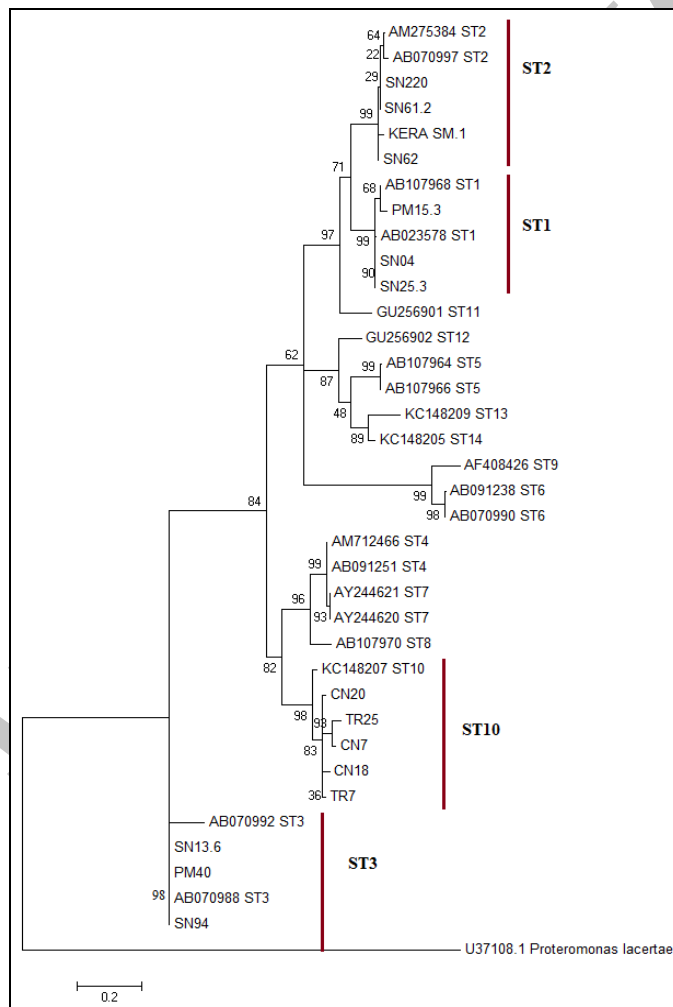 64
AM275384 ST2
22
AB070997 ST2
29
SN220
ST2
SN61.2
99
KERA SM.1
SN62
71
68
AB107968 ST1
PM15.3
97
99
AB023578 ST1
ST1
SN04
90
SN25.3
GU256901 ST11
GU256902 ST12
62
99
AB107964 ST5
87
AB107966 ST5
48
KC148209 ST13
89
KC148205 ST14
AF408426 ST9
99
AB091238 ST6
84
98
AB070990 ST6
AM712466 ST4
99
AB091251 ST4
96
AY244621 ST7
93
AY244620 ST7
82
AB107970 ST8
KC148207 ST10
98
CN20
93
TR25
ST10
83
CN7
CN18
36
TR7
AB070992 ST3
SN13.6
ST3
PM40
98
AB070988 ST3
SN94
U37108.1 Proteromonas lacertae
0.2